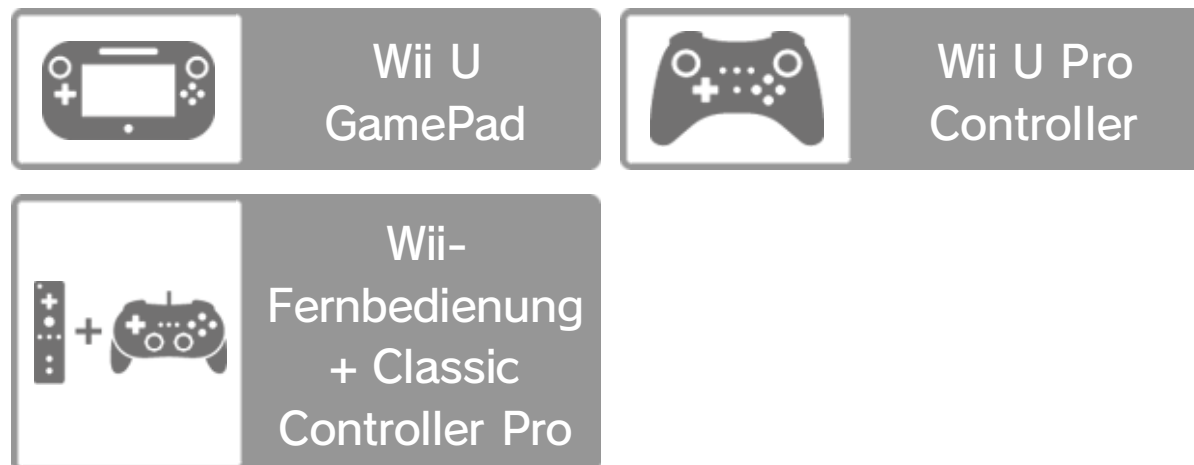 Wii U
GamePad
Wii U Pro
Controller
Wii-
Fernbedienung
+ Classic
Controller Pro